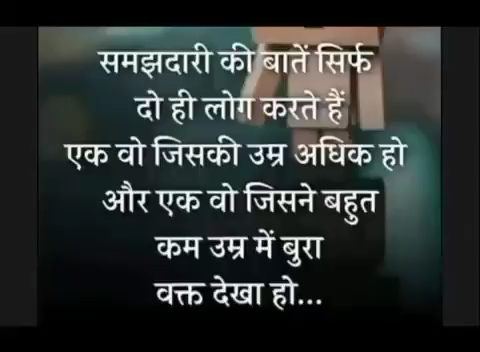 समझदारी की बातें सिर्फ
दो ही लोग करते हैं
एक वो जिसकी उम्र अधिक हो
और एक वो जिसने बहुत
कम उम्र में बुरा
वक्त देखा हो...